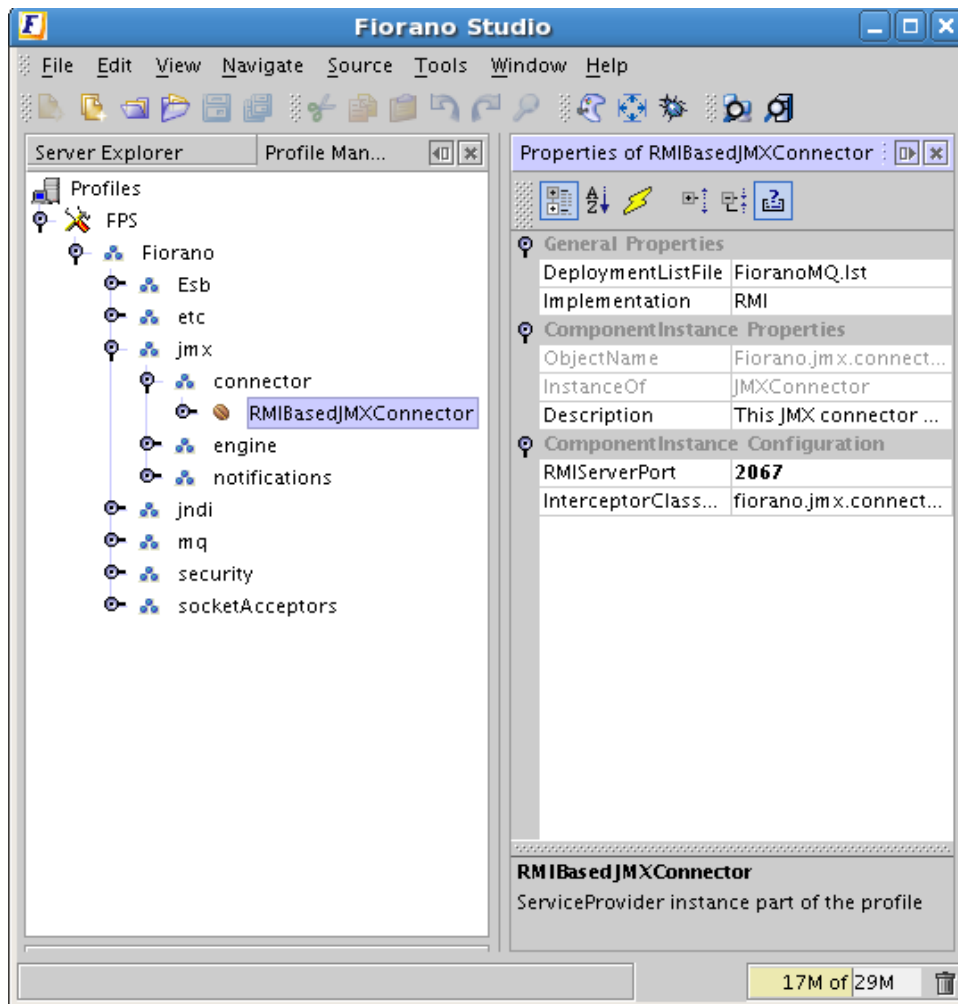 Fiorano Studio
File Edit View Navigate Source Tools Window Help
Server Explorer
Profile Man...
Profiles
FPS
Fiorano
Esb
etc
jmx
connector
RMIBasedJMXConnector
engine
notifications
jndi
mq
security
socketAcceptors
Properties of RMIBasedJMXConnector
General Properties
DeploymentListFile FioranoMQ.lst
Implementation RMI
ComponentInstance Properties
ObjectName Fiorano.jmx.connect...
InstanceOf JMXConnector
Description This JMX connector ...
ComponentInstance Configuration
RMIServerPort 2067
InterceptorClass... fiorano.jmx.connect...
RMIBasedJMXConnector
ServiceProvider instance part of the profile
17M of 29M